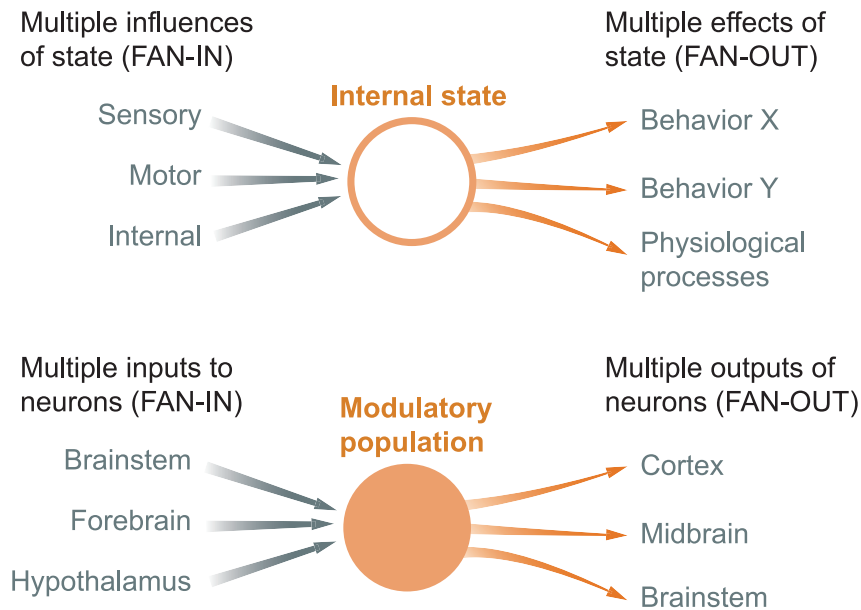 Multiple influences
of state (FAN-IN)
Multiple effects of
state (FAN-OUT)
Internal state
Sensory
Motor
Internal
Behavior X
Behavior Y
Physiological
processes
Multiple inputs to
neurons (FAN-IN)
Multiple outputs of
neurons (FAN-OUT)
Modulatory
population
Brainstem
Forebrain
Hypothalamus
Cortex
Midbrain
Brainstem